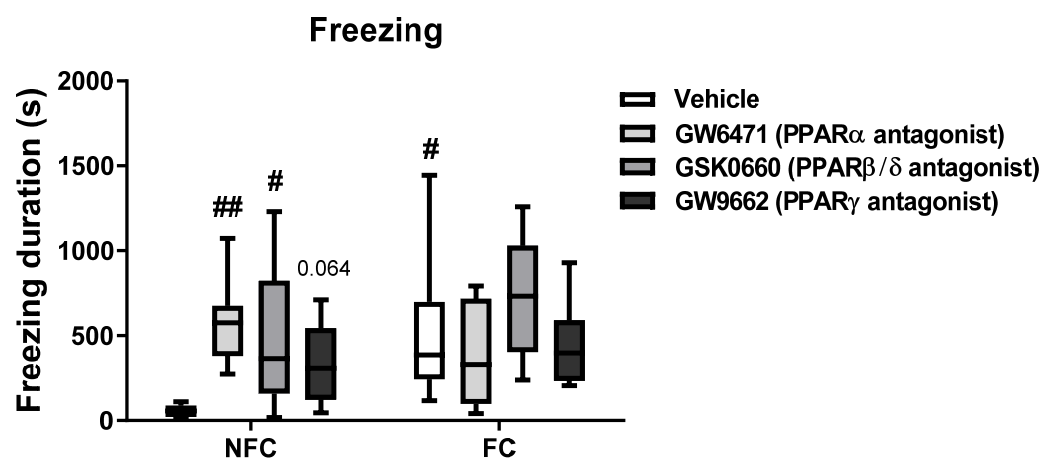 Freezing
Freezing duration (s)
2000
1500
1000
500
0
##
#
0.064
#
NFC
FC
Vehicle
GW6471 (PPARα antagonist)
GSK0660 (PPARβ/δ antagonist)
GW9662 (PPARγ antagonist)